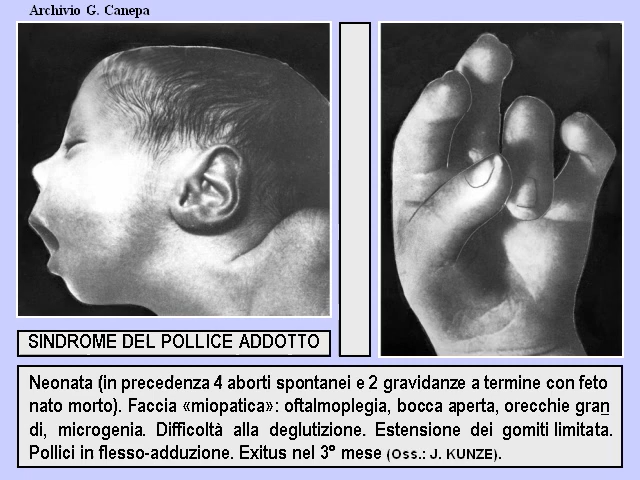 Archivio G. Canepa
SINDROME DEL POLLICE ADDOTTO
Neonata (in precedenza 4 aborti spontanei e 2 gravidanze a termine con feto
nato morto). Faccia «miopatica»: oftalmoplegia, bocca aperta, orecchie gran
di, microgenia. Difficoltà alla deglutizione. Estensione dei gomiti limitata.
Pollici in flesso-adduzione. Exitus nel 3° mese (Oss.: J. KUNZE).